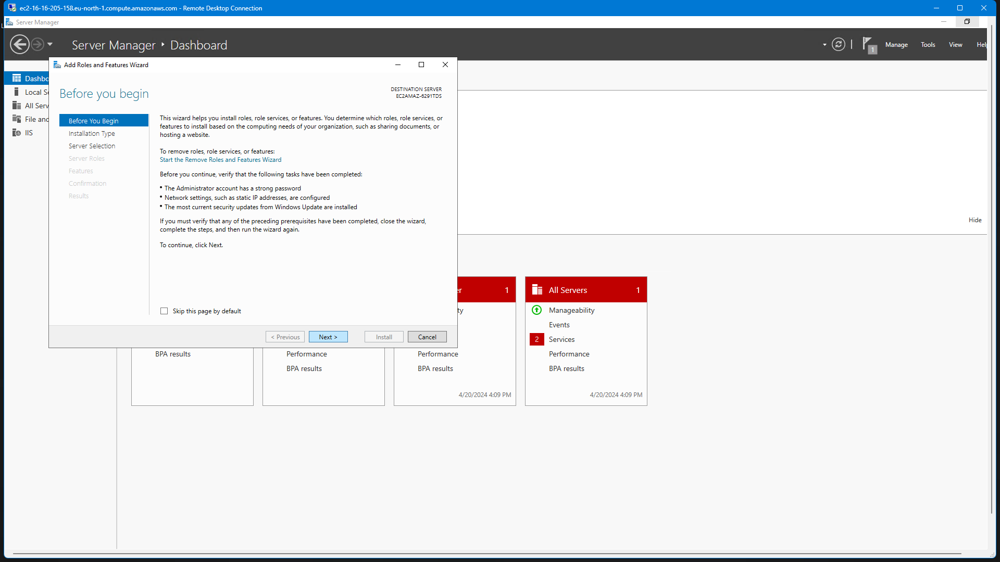 ec2-16-16-205-158.eu-north-1.compute.amazonaws.com - Remote Desktop Connection
Server Manager
Server Manager ‣ Dashboard
1
Manage
Tools
View
Help
Add Roles and Features Wizard
Before you begin
DESTINATION SERVER
EC2AMAZ-6291TDS
Dashbo
Local Se
All Serv
File and
IIS
Before You Begin
Installation Type
Server Selection
Server Roles
Features
Confirmation
Results
This wizard helps you install roles, role services, or features. You determine which roles, role services, or
features to install based on the computing needs of your organization, such as sharing documents, or
hosting a website.
To remove roles, role services, or features:
Start the Remove Roles and Features Wizard
Before you continue, verify that the following tasks have been completed:
• The Administrator account has a strong password
• Network settings, such as static IP addresses, are configured
• The most current security updates from Windows Update are installed
If you must verify that any of the preceding prerequisites have been completed, close the wizard,
complete the steps, and then run the wizard again.
To continue, click Next.
Skip this page by default
< Previous
Next >
Install
Cancel
Hide
BPA results
Performance
BPA results
er 1
ty
Performance
BPA results
4/20/2024 4:09 PM
All Servers 1
Manageability
Events
2 Services
Performance
BPA results
4/20/2024 4:09 PM